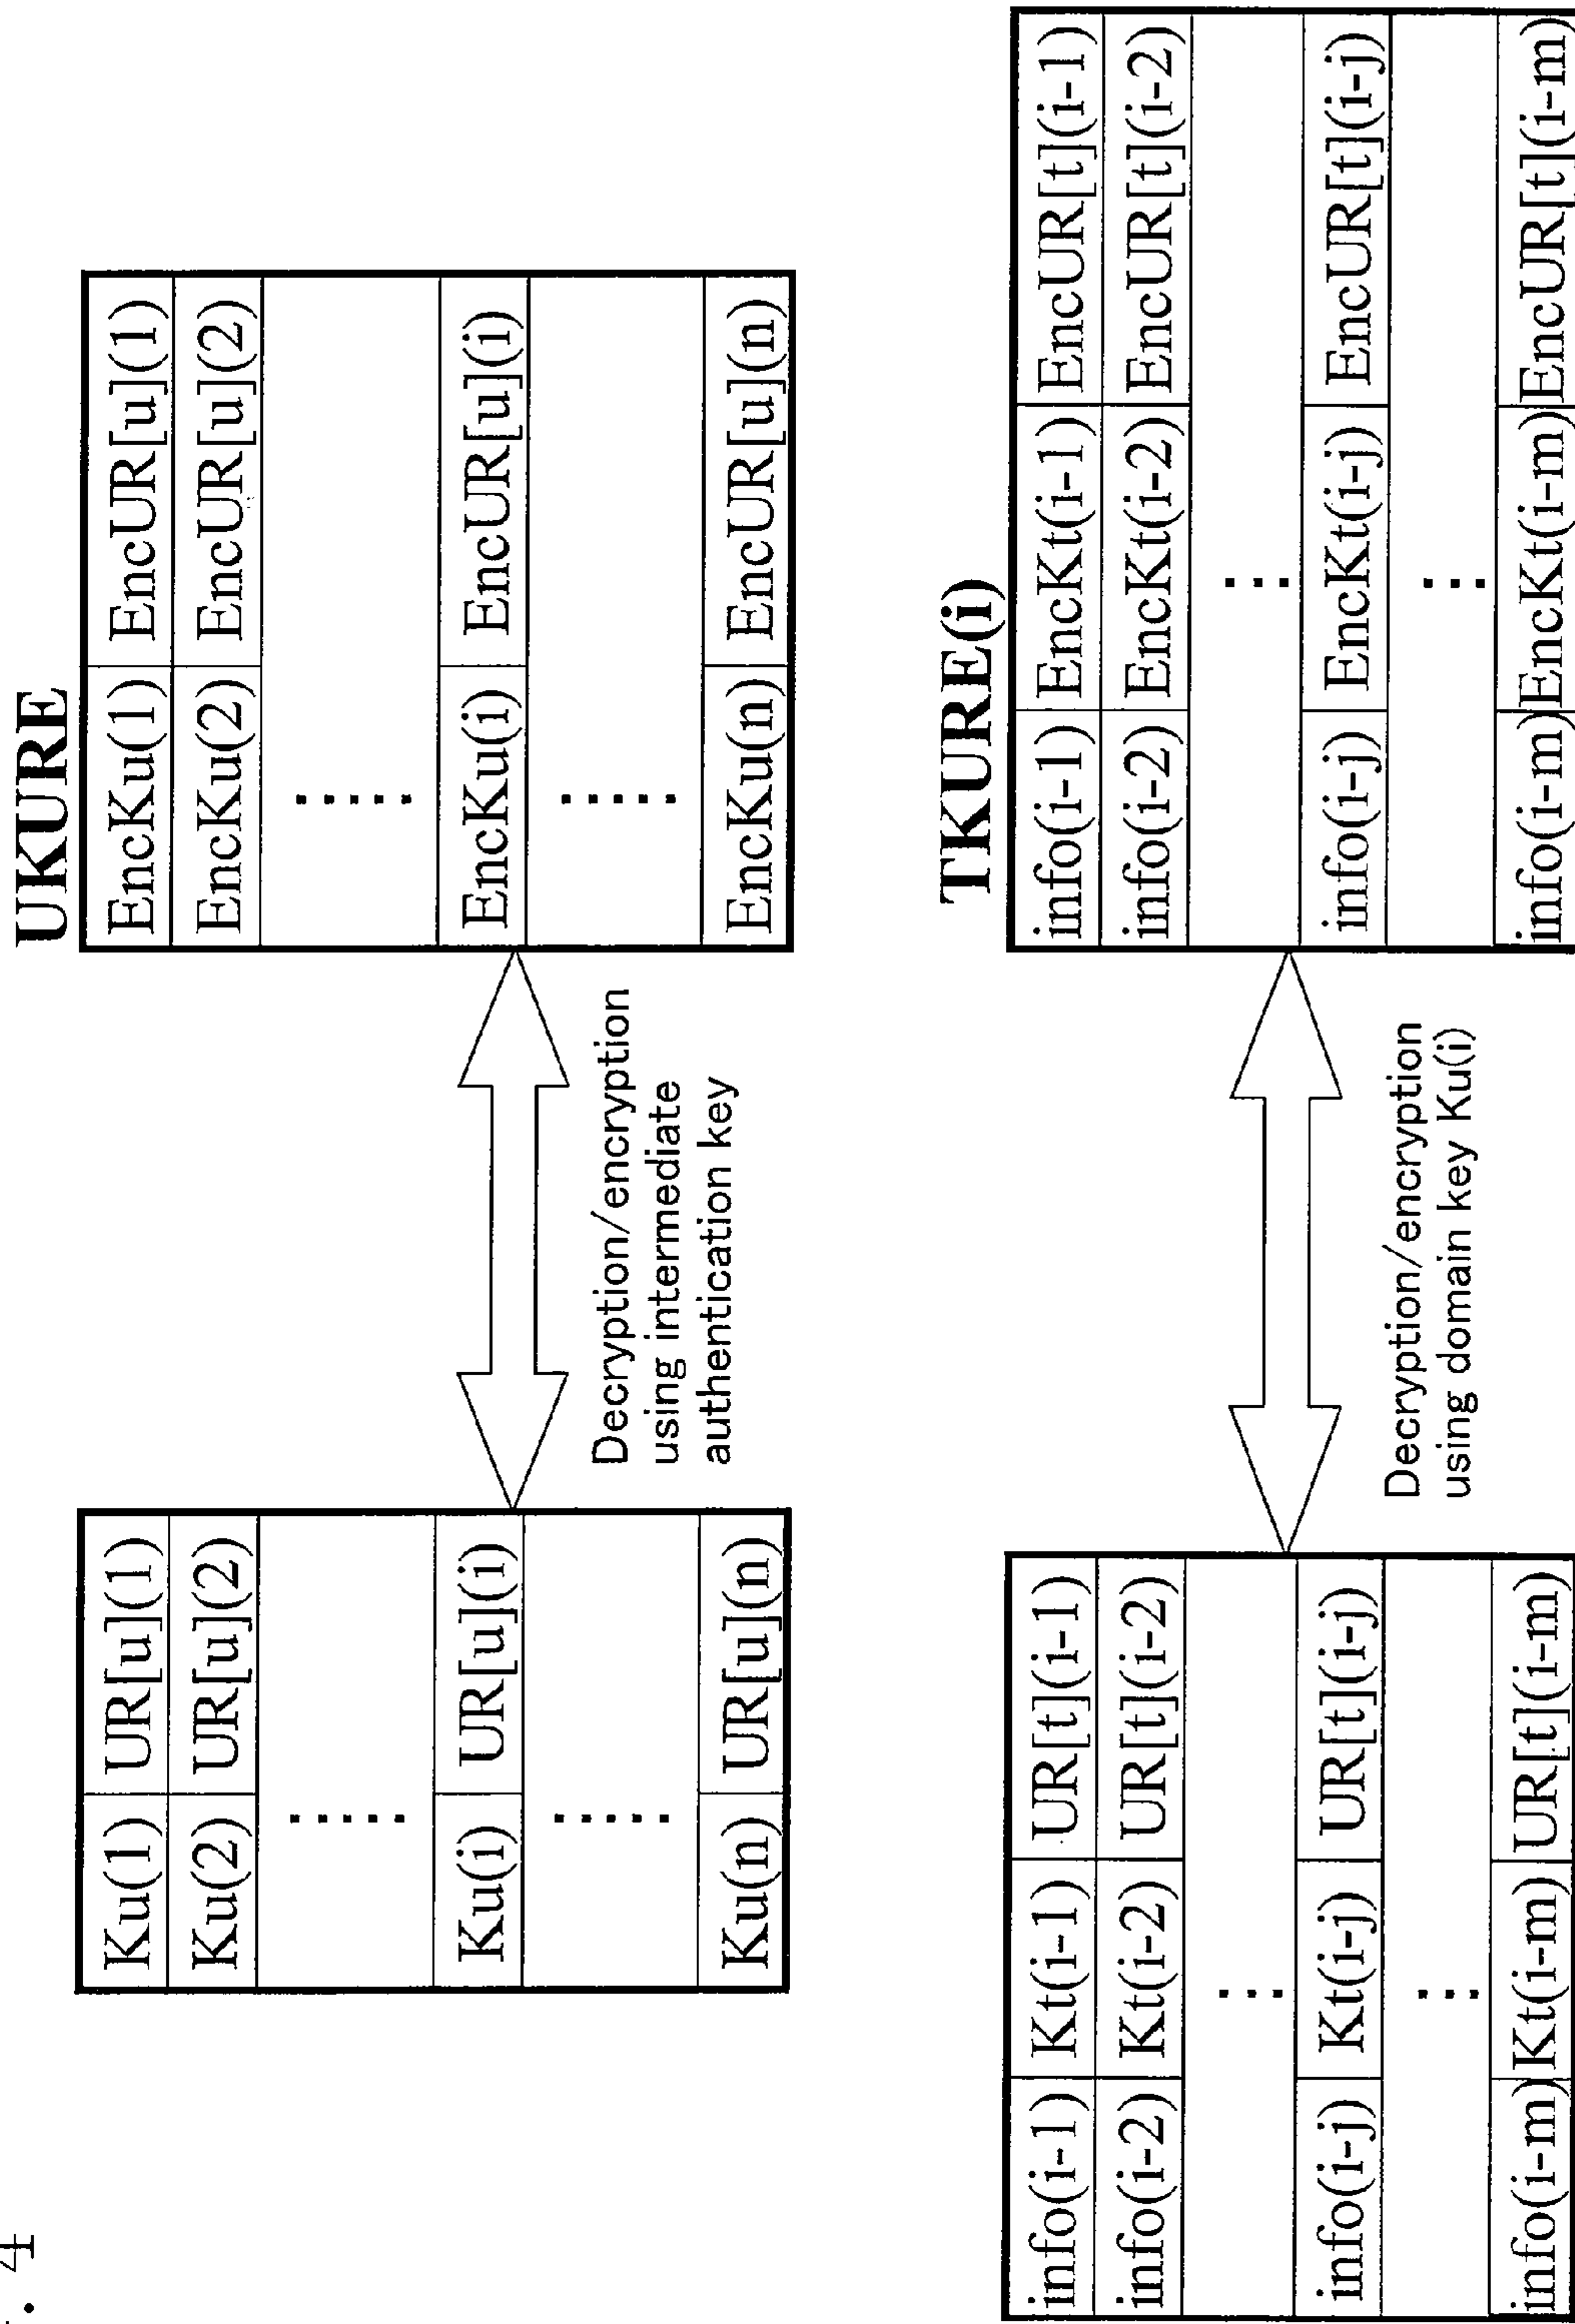 . 4
UKURE
Ku(1) UR[u](1)
Ku(2) UR[u](2)
.....
Ku(i) UR[u](i)
.....
Ku(n) UR[u](n)
Decryption/encryption
using intermediate
authentication key
EncKu(1) EncUR[u](1)
EncKu(2) EncUR[u](2)
.....
EncKu(i) EncUR[u](i)
.....
EncKu(n) EncUR[u](n)
TKURE(i)
info(i-1) Kt(i-1) UR[t](i-1)
info(i-2) Kt(i-2) UR[t](i-2)
...
info(i-j) Kt(i-j) UR[t](i-j)
...
info(i-m) Kt(i-m) UR[t](i-m)
Decryption/encryption
using domain key Ku(i)
info(i-1) EncKt(i-1) EncUR[t](i-1)
info(i-2) EncKt(i-2) EncUR[t](i-2)
...
info(i-j) EncKt(i-j) EncUR[t](i-j)
...
info(i-m) EncKt(i-m) EncUR[t](i-m)